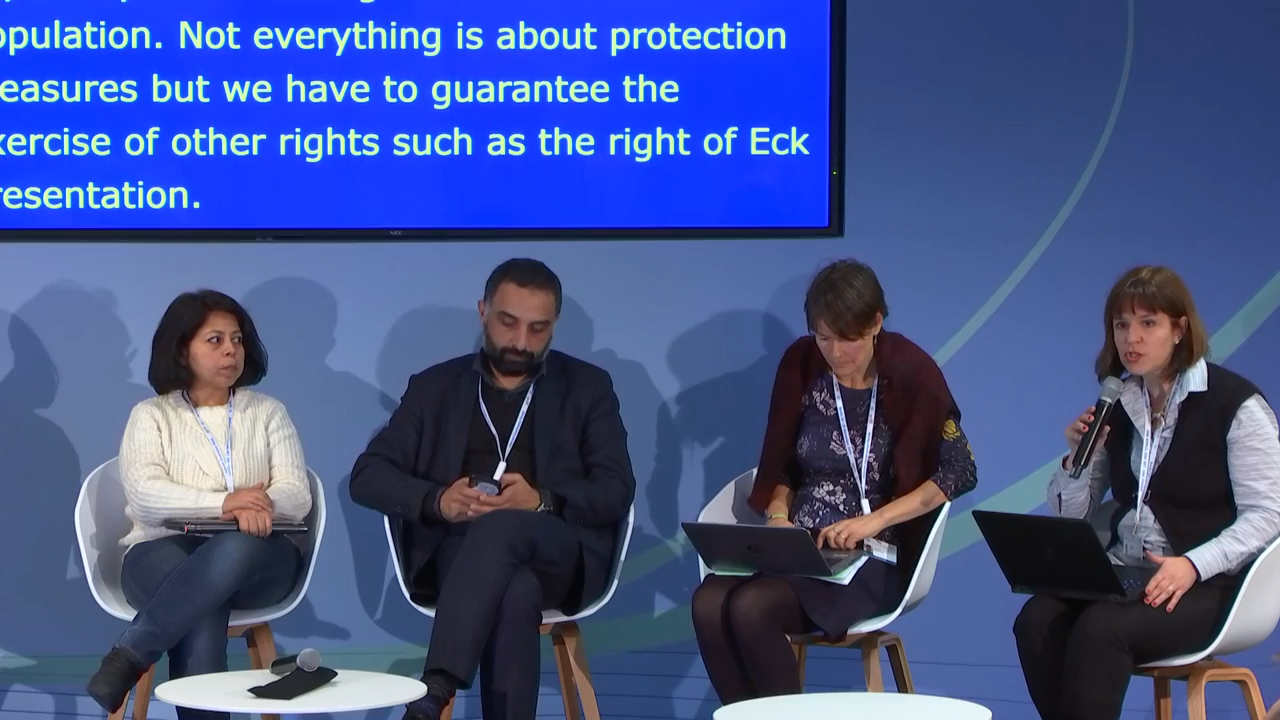 opulation. Not everything is about protection
easures but we have to guarantee the
xercise of other rights such as the right of Eck
resentation.
NEC